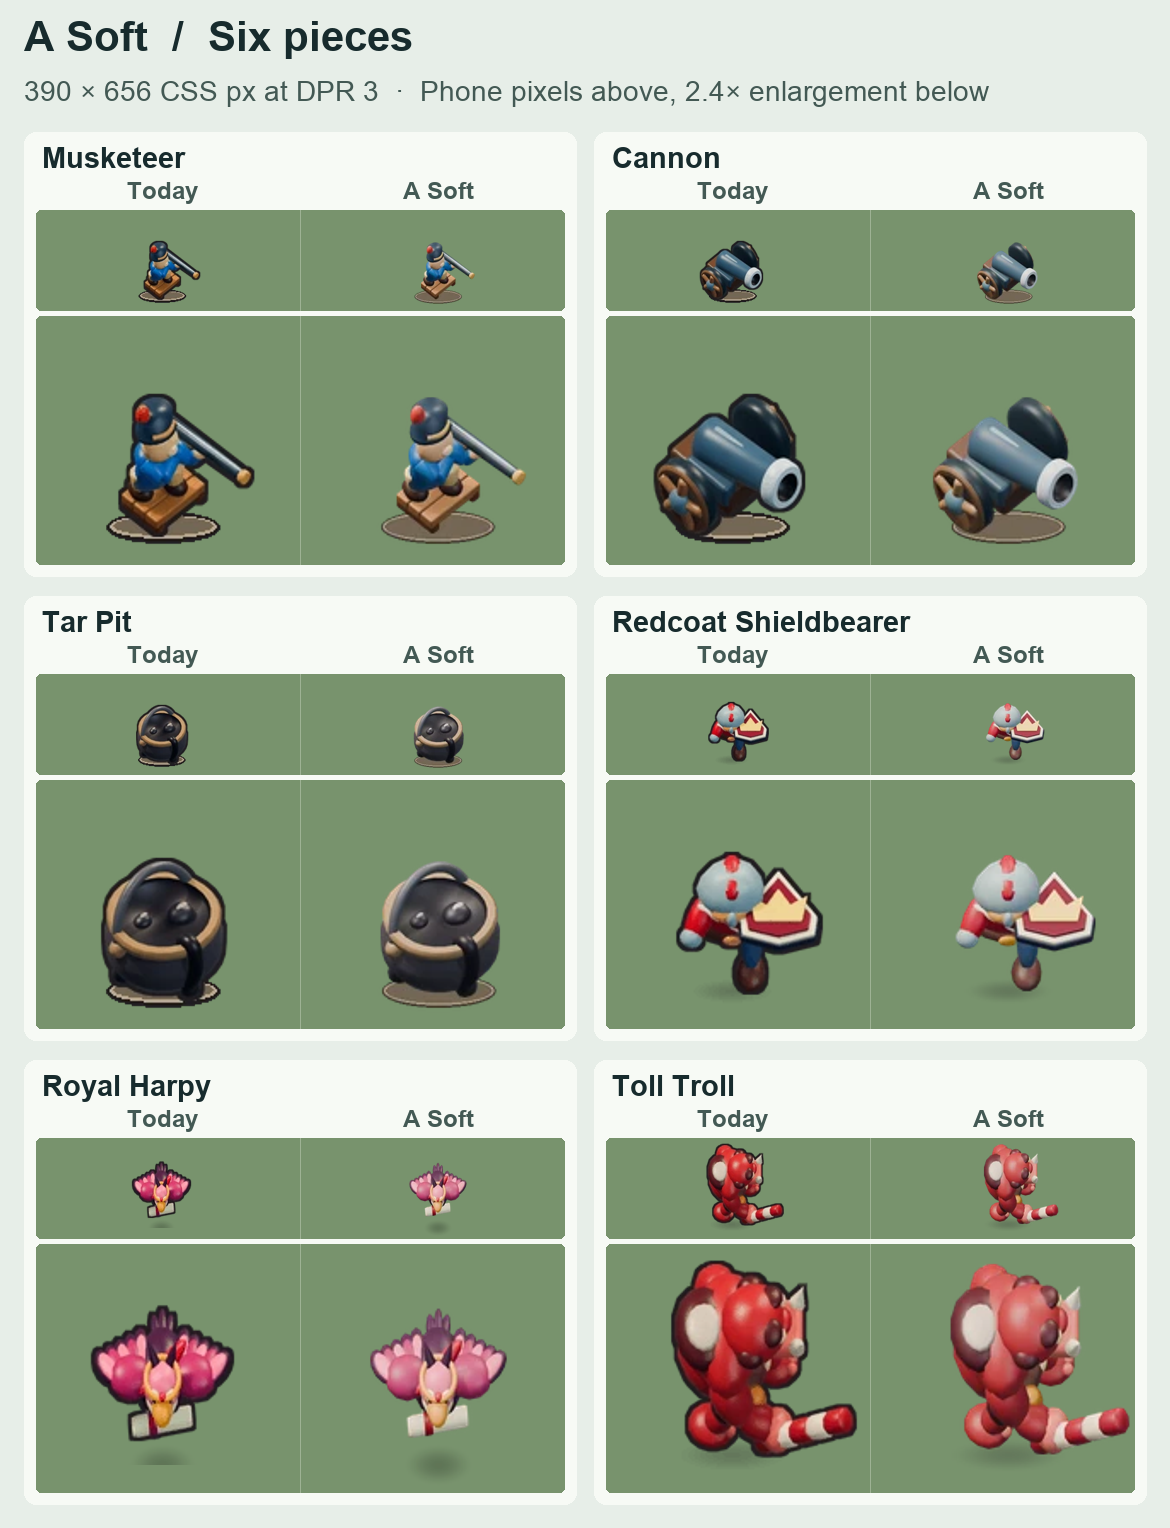 A Soft / Six pieces
390 × 656 CSS px at DPR 3 · Phone pixels above, 2.4× enlargement below
Musketeer
Today A Soft
Cannon
Today A Soft
Tar Pit
Today A Soft
Redcoat Shieldbearer
Today A Soft
Royal Harpy
Today A Soft
Toll Troll
Today A Soft